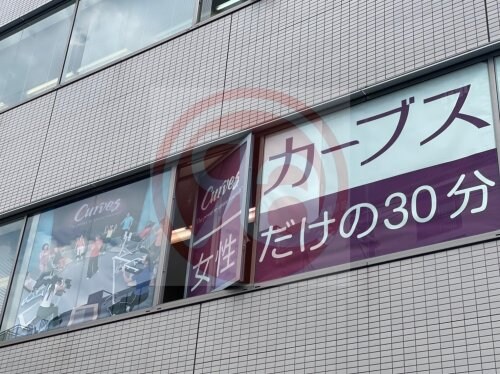 Curves
Curves
カーブス
女性
だけの30分